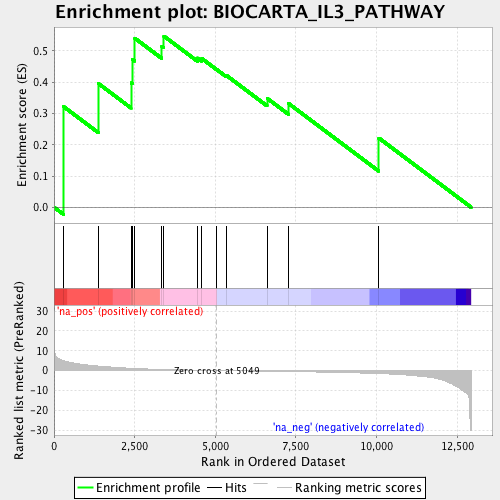 Enrichment plot: BIOCARTA_IL3_PATHWAY
Enrichment score (ES)
0.5
0.4
0.3
0.2
0.1
0.0
'na_pos' (positively correlated)
Ranked list metric (PreRanked)
30
20
10
0
-10
-20
-30
Zero cross at 5049
'na_neg' (negatively correlated)
0
2,500
5,000
7,500
10,000
12,500
Rank in Ordered Dataset
Enrichment profile
Hits
Ranking metric scores